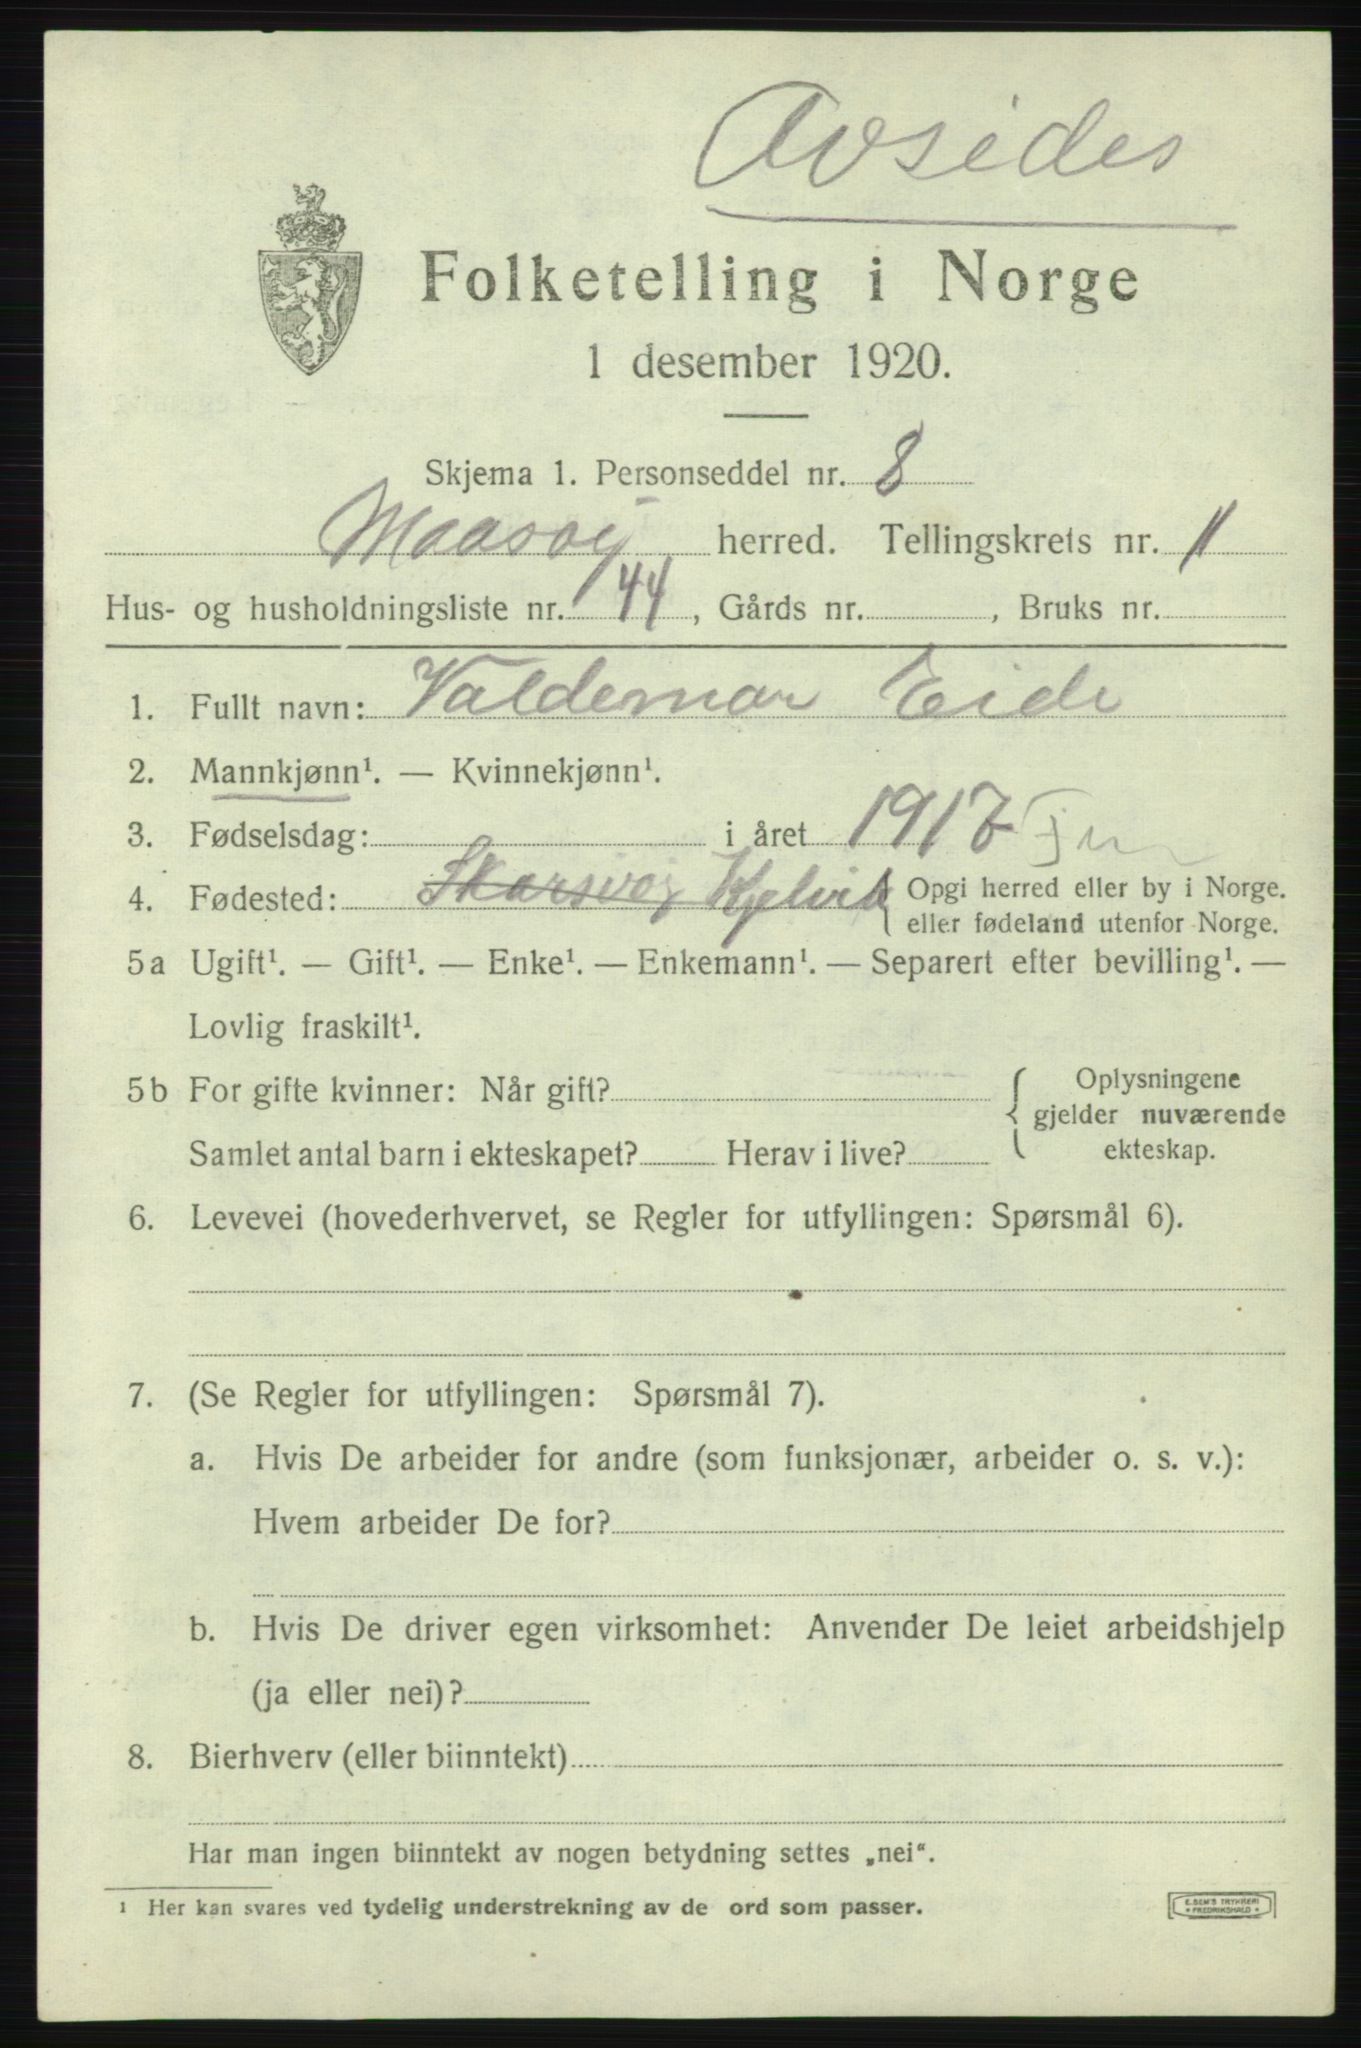 Avsides
Folketelling i Norge
1 desember 1920.
Skjema 1. Personseddel nr. 8
Maasøy herred. Tellingskrets nr. 11
Hus- og husholdningsliste nr. 44, Gårds nr. , Bruks nr.
1. Fullt navn: Valdemar Eide
2. Mannkjønn¹. — Kvinnekjønn¹.
3. Fødselsdag: i året 1917
4. Fødested: Kjelvik { Opgi herred eller by i Norge.
eller fødeland utenfor Norge.
5a Ugift¹. — Gift¹. — Enke¹. — Enkemann¹. — Separert efter bevilling¹. —
Lovlig fraskilt¹.
5b For gifte kvinner: Når gift? { Oplysningene
gjelder nuværende
Samlet antal barn i ekteskapet? Herav i live? ekteskap.
6. Levevei (hovederhvervet, se Regler for utfyllingen: Spørsmål 6).
7. (Se Regler for utfyllingen: Spørsmål 7).
a. Hvis De arbeider for andre (som funksjonær, arbeider o. s. v.):
Hvem arbeider De for?
b. Hvis De driver egen virksomhet: Anvender De leiet arbeidshjelp
(ja eller nei)?
8. Bierhverv (eller biinntekt)
Har man ingen biinntekt av nogen betydning settes „nei“.
¹ Her kan svares ved tydelig understrekning av de ord som passer.
E. SEM'S TRYKKERI
• FREDRIKSHALD •